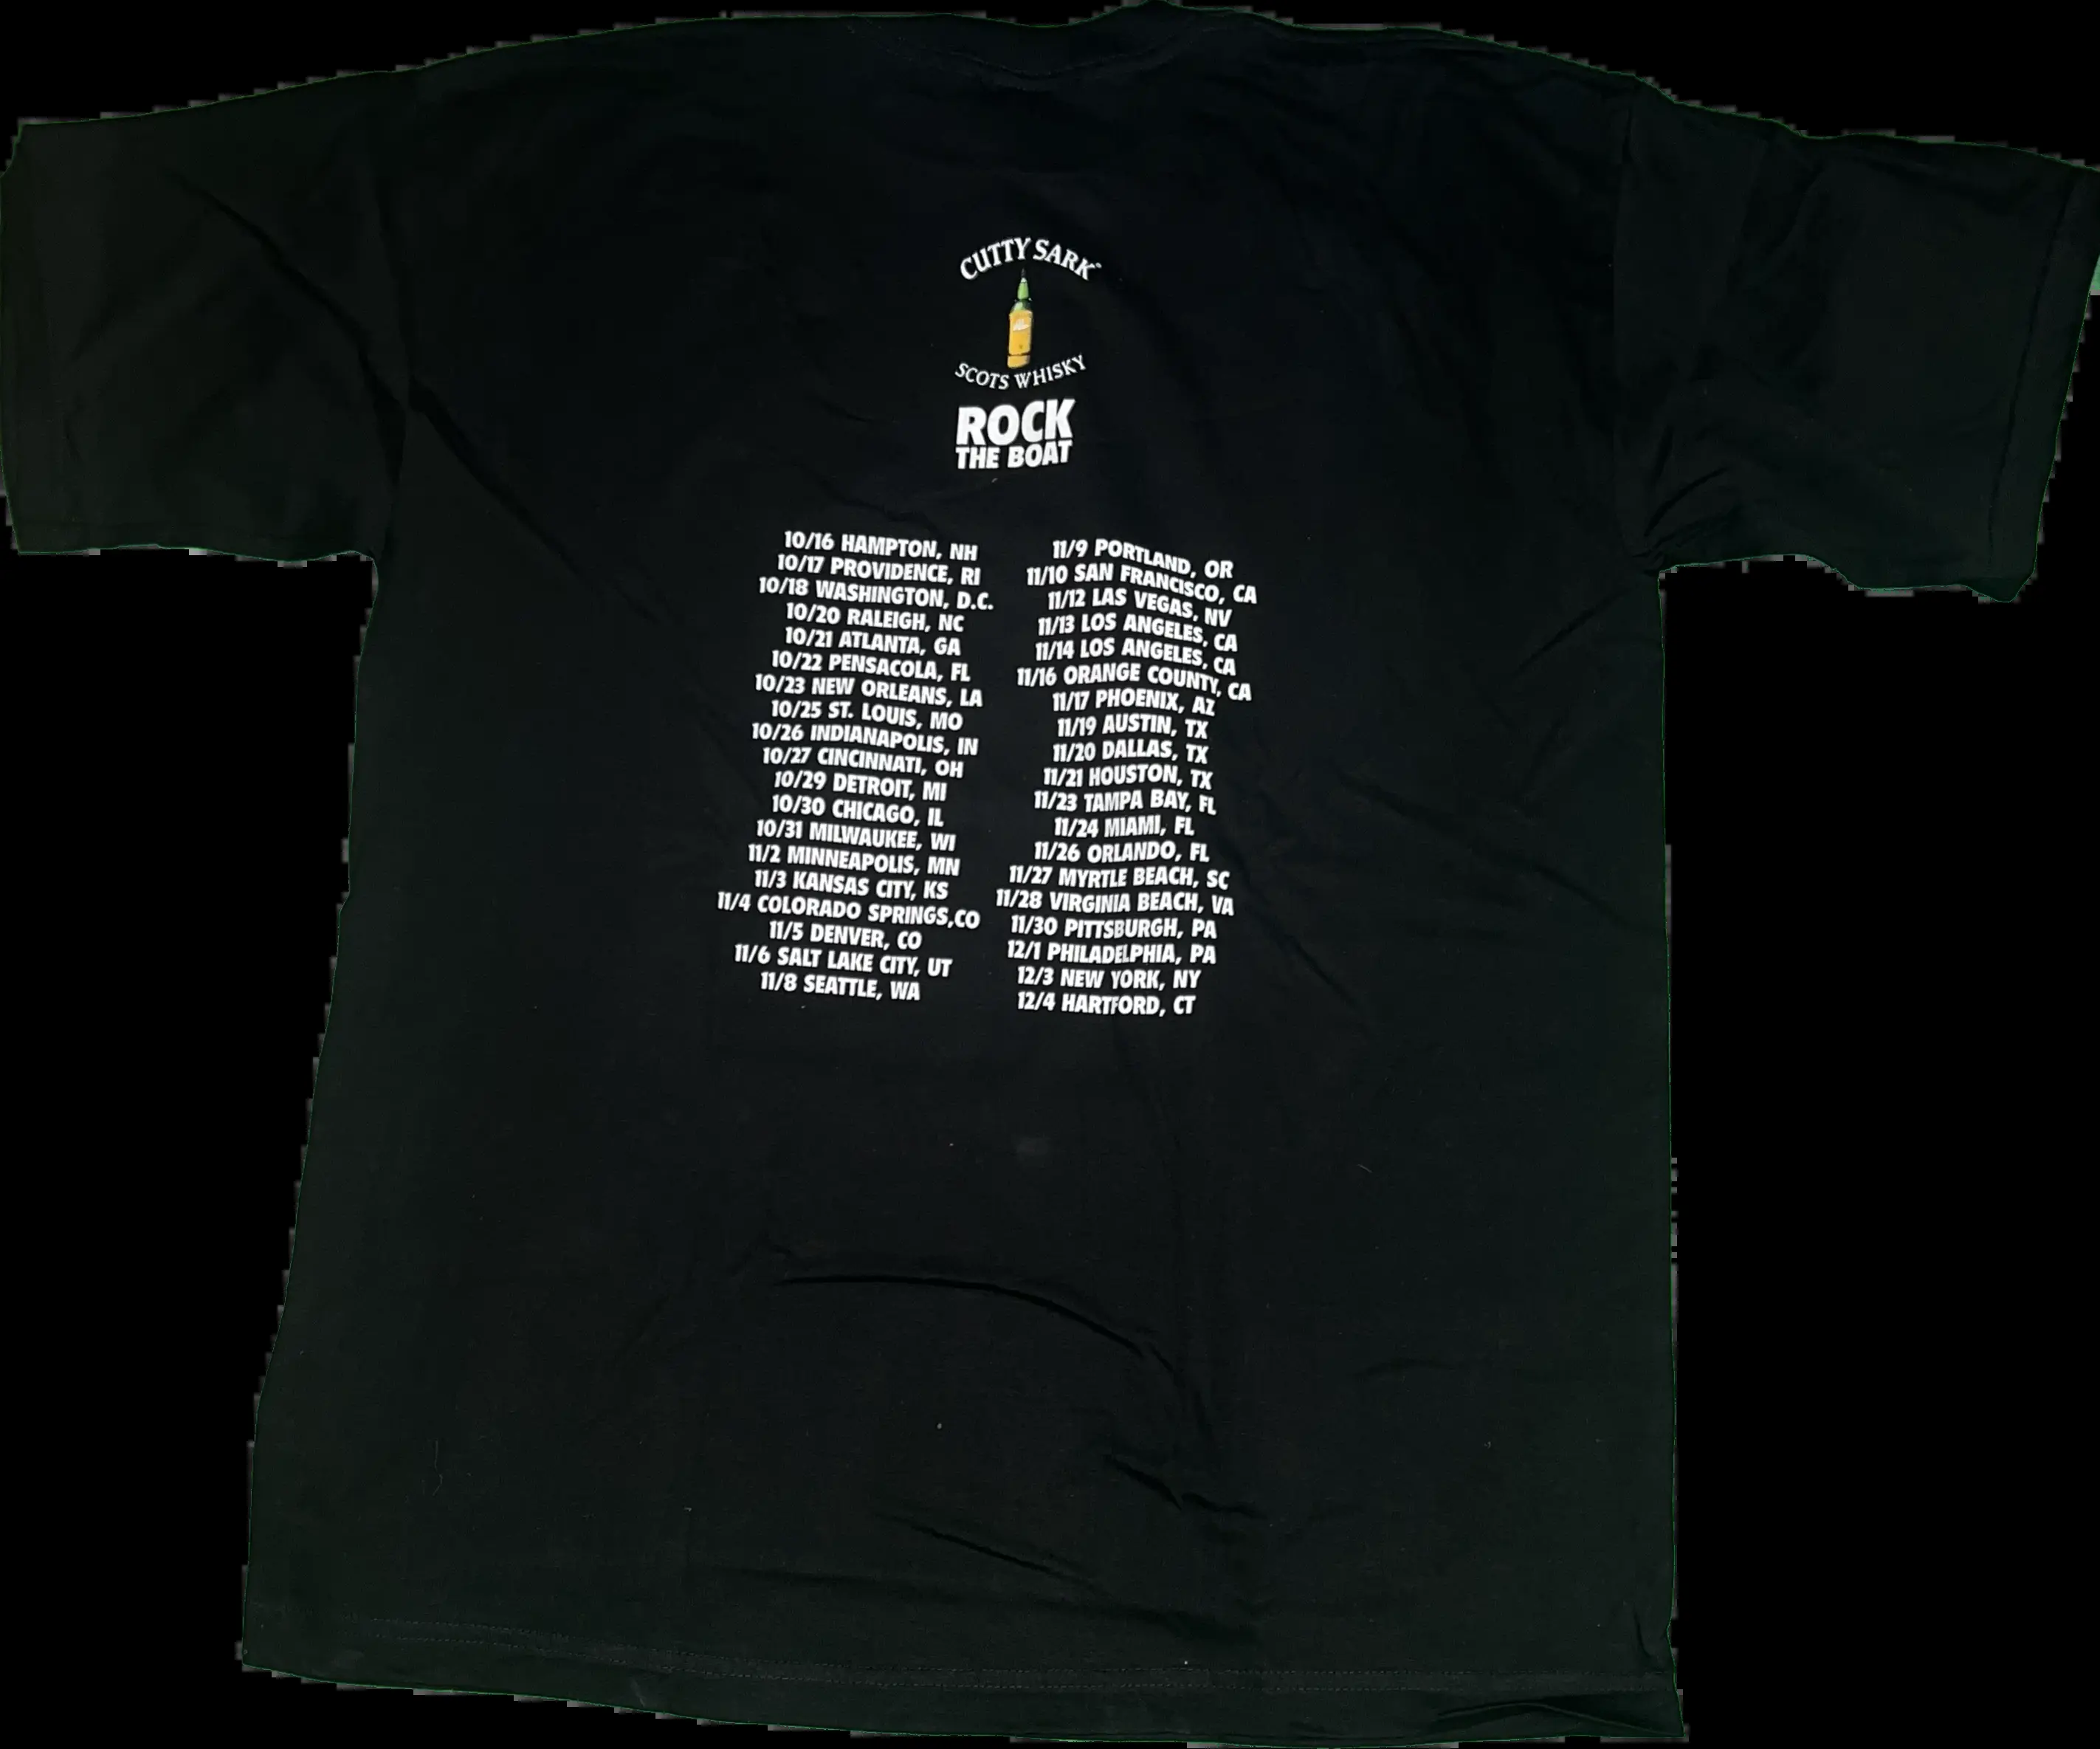 CUTTY SARK
SCOTS WHISKY
ROCK
THE BOAT
10/16 HAMPTON, NH
10/17 PROVIDENCE, RI
10/18 WASHINGTON, D.C.
10/20 RALEIGH, NC
10/21 ATLANTA, GA
10/22 PENSACOLA, FL
10/23 NEW ORLEANS, LA
10/25 ST. LOUIS, MO
10/26 INDIANAPOLIS, IN
10/27 CINCINNATI, OH
10/29 DETROIT, MI
10/30 CHICAGO, IL
10/31 MILWAUKEE, WI
11/2 MINNEAPOLIS, MN
11/3 KANSAS CITY, KS
11/4 COLORADO SPRINGS,CO
11/5 DENVER, CO
11/6 SALT LAKE CITY, UT
11/8 SEATTLE, WA
11/9 PORTLAND, OR
11/10 SAN FRANCISCO, CA
11/12 LAS VEGAS, NV
11/13 LOS ANGELES, CA
11/14 LOS ANGELES, CA
11/16 ORANGE COUNTY, CA
11/17 PHOENIX, AZ
11/19 AUSTIN, TX
11/20 DALLAS, TX
11/21 HOUSTON, TX
11/23 TAMPA BAY, FL
11/24 MIAMI, FL
11/26 ORLANDO, FL
11/27 MYRTLE BEACH, SC
11/28 VIRGINIA BEACH, VA
11/30 PITTSBURGH, PA
12/1 PHILADELPHIA, PA
12/3 NEW YORK, NY
12/4 HARTFORD, CT